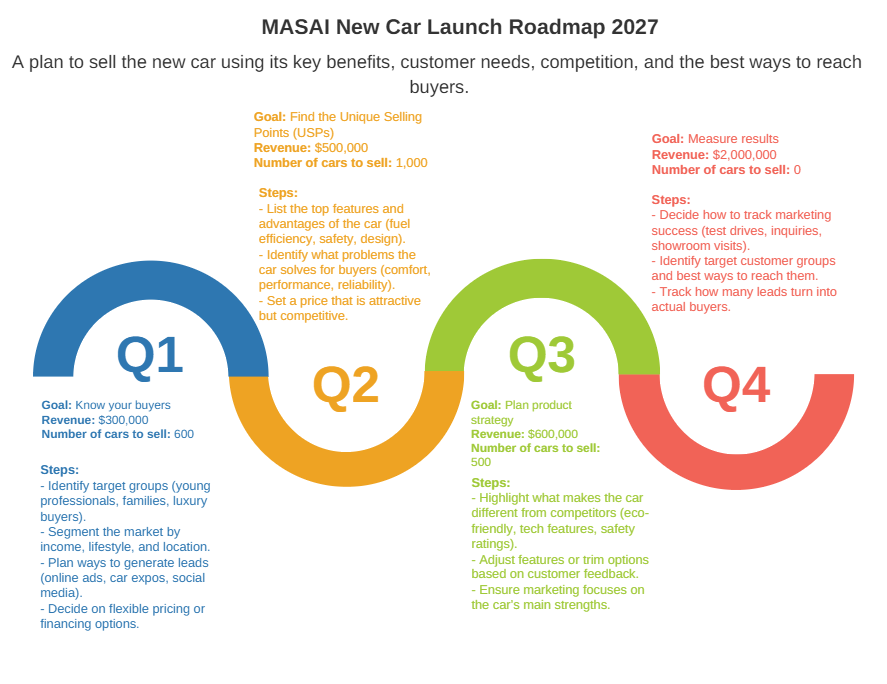 MASAI New Car Launch Roadmap 2027
A plan to sell the new car using its key benefits, customer needs, competition, and the best ways to reach
buyers.
Q1
Goal: Know your buyers
Revenue: $300,000
Number of cars to sell: 600
Steps:
- Identify target groups (young
professionals, families, luxury
buyers).
- Segment the market by
income, lifestyle, and location.
- Plan ways to generate leads
(online ads, car expos, social
media).
- Decide on flexible pricing or
financing options.
Goal: Find the Unique Selling
Points (USPs)
Revenue: $500,000
Number of cars to sell: 1,000
Steps:
- List the top features and
advantages of the car (fuel
efficiency, safety, design).
- Identify what problems the
car solves for buyers (comfort,
performance, reliability).
- Set a price that is attractive
but competitive.
Q2
Q3
Goal: Plan product
strategy
Revenue: $600,000
Number of cars to sell:
500
Steps:
- Highlight what makes the car
different from competitors (eco-
friendly, tech features, safety
ratings).
- Adjust features or trim options
based on customer feedback.
- Ensure marketing focuses on
the car's main strengths.
Goal: Measure results
Revenue: $2,000,000
Number of cars to sell: 0
Steps:
- Decide how to track marketing
success (test drives, inquiries,
showroom visits).
- Identify target customer groups
and best ways to reach them.
- Track how many leads turn into
actual buyers.
Q4